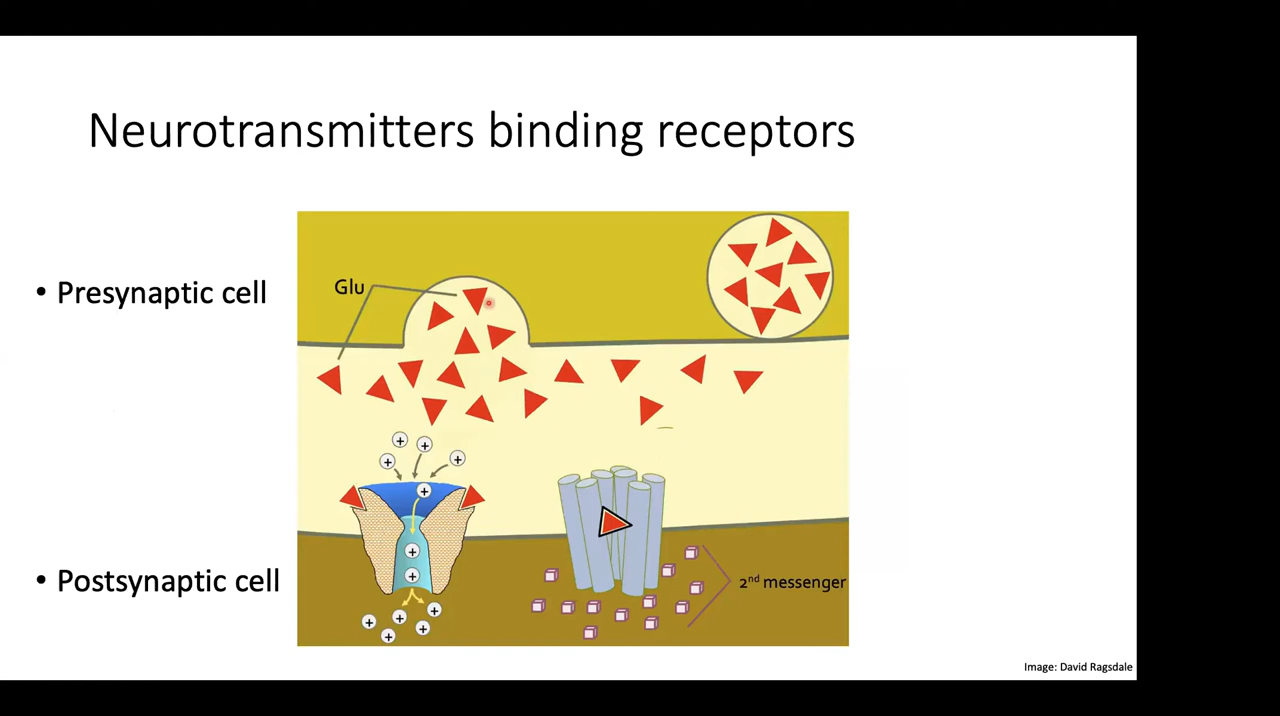 Neurotransmitters binding receptors
• Presynaptic cell
Glu
+ + + +
+
+
+
+ + + + +
2nd messenger
• Postsynaptic cell
Image: David Ragsdale